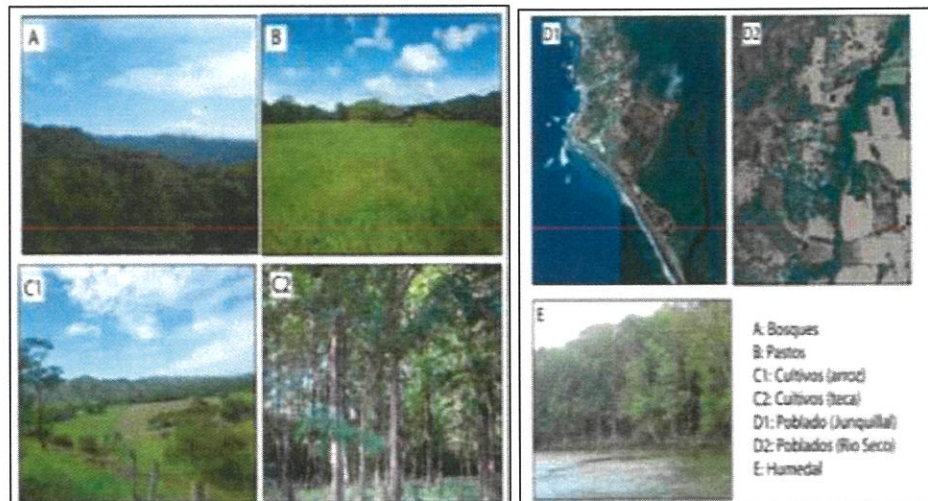 A
B
C1
C2
D1
D2
E
A: Bosques
B: Pastos
C1: Cultivos (arroz)
C2: Cultivos (teca)
D1: Poblado (Junquillal)
D2: Poblados (Rio Seco)
E: Humedal